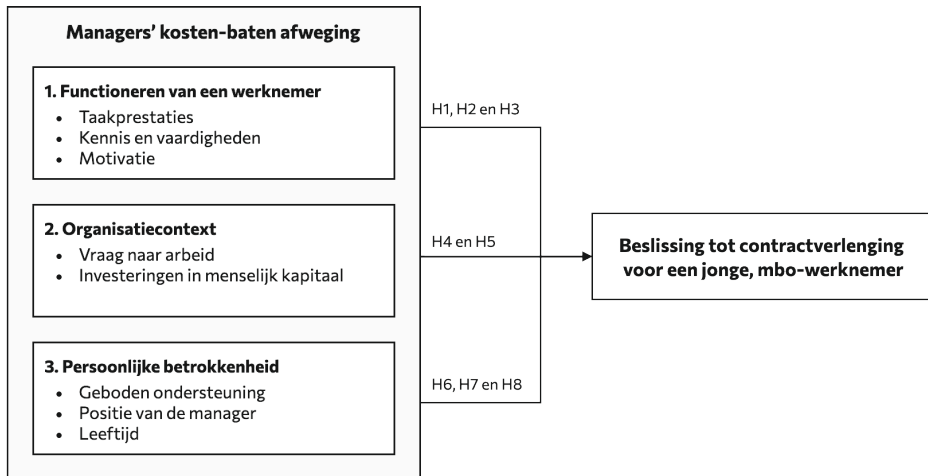 Managers’ kosten-baten afweging
1. Functioneren van een werknemer
• Taakprestaties
• Kennis en vaardigheden
• Motivatie
H1, H2 en H3
2. Organisatiecontext
• Vraag naar arbeid
• Investeringen in menselijk kapitaal
H4 en H5
Beslissing tot contractverlenging
voor een jonge, mbo-werknemer
3. Persoonlijke betrokkenheid
• Geboden ondersteuning
• Positie van de manager
• Leeftijd
H6, H7 en H8